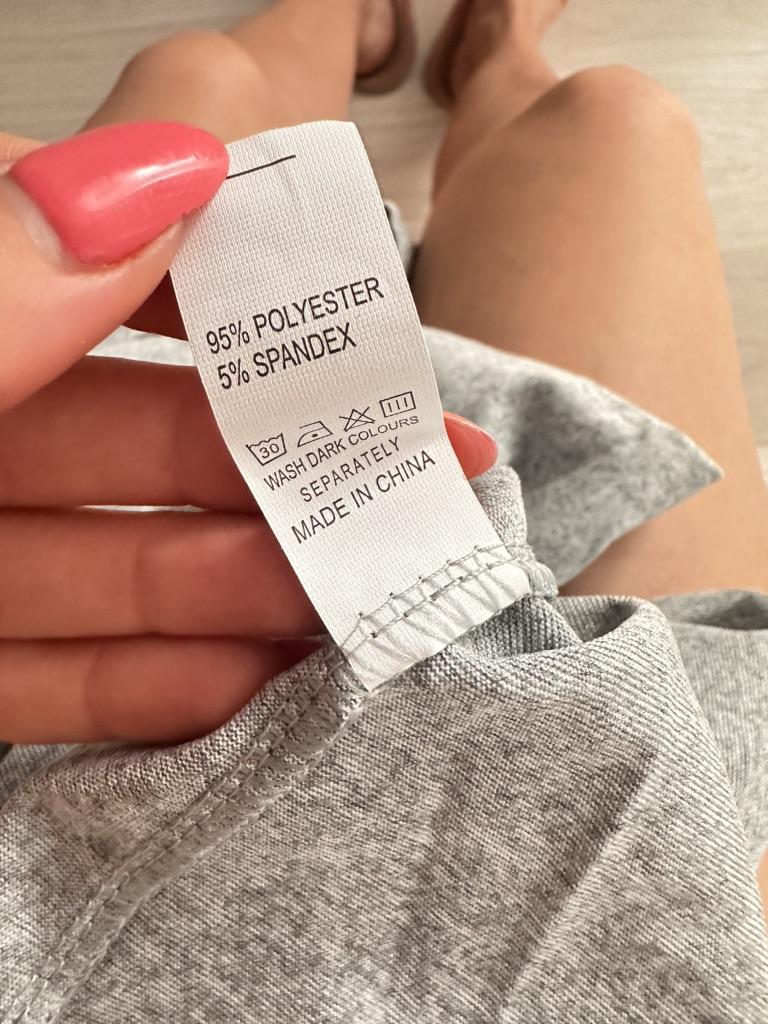 95% POLYESTER
5% SPANDEX
30
WASH DARK COLOURS
SEPARATELY
MADE IN CHINA